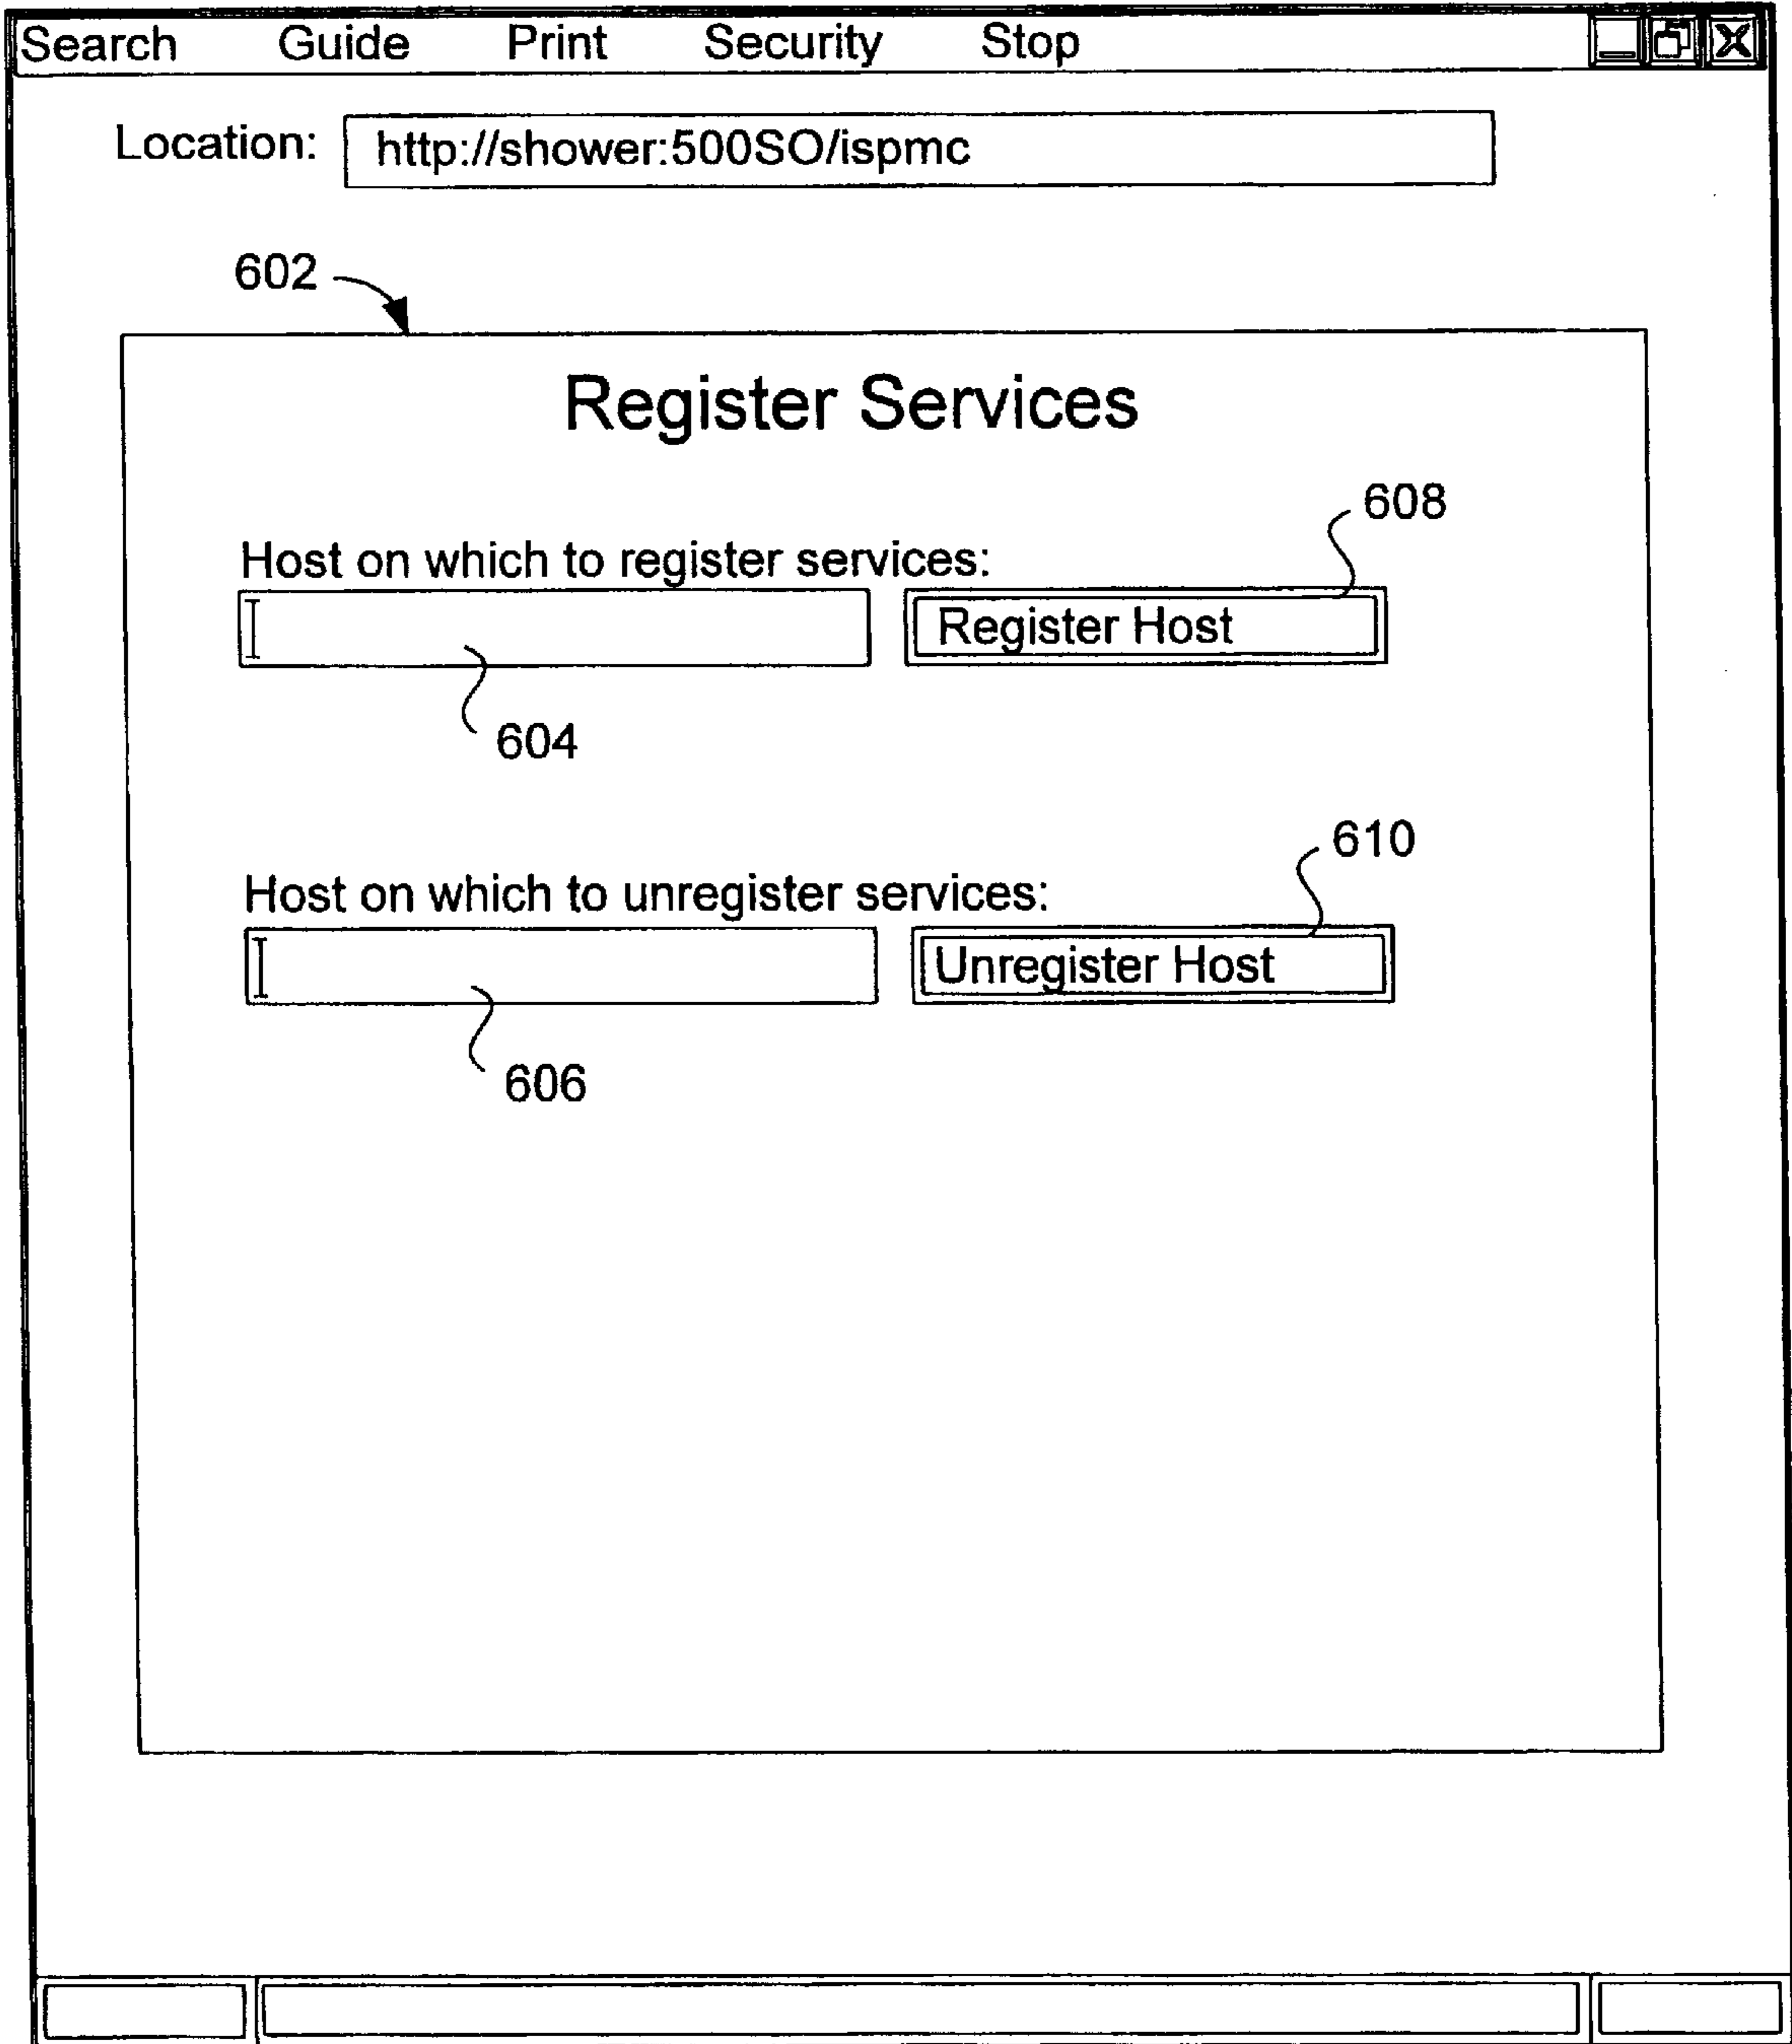 Search Guide Print Security Stop
Location: http://shower:500SO/ispmc
602
Register Services
608
Host on which to register services:
Register Host
604
610
Host on which to unregister services:
Unregister Host
606